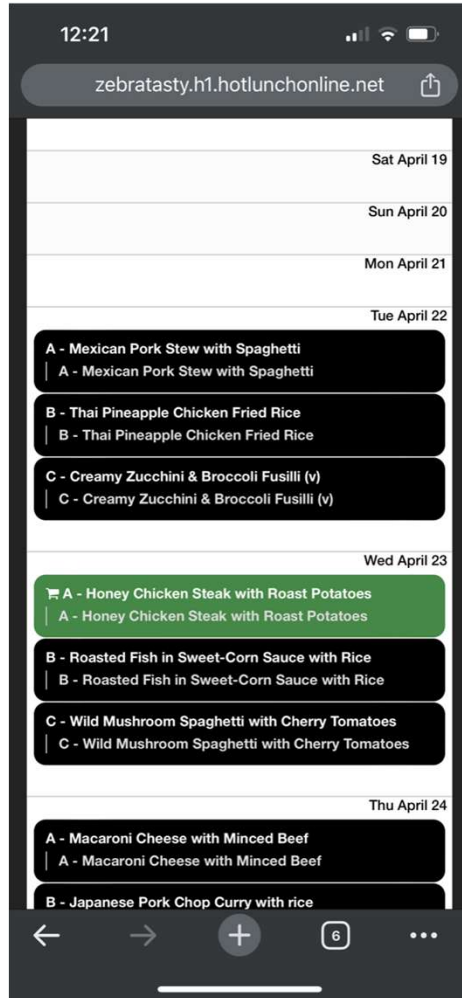 12:21
zebratasty.h1.hotlunchonline.net
Sat April 19
Sun April 20
Mon April 21
Tue April 22
A - Mexican Pork Stew with Spaghetti
A - Mexican Pork Stew with Spaghetti
B - Thai Pineapple Chicken Fried Rice
B - Thai Pineapple Chicken Fried Rice
C - Creamy Zucchini & Broccoli Fusilli (v)
C - Creamy Zucchini & Broccoli Fusilli (v)
Wed April 23
A - Honey Chicken Steak with Roast Potatoes
A - Honey Chicken Steak with Roast Potatoes
B - Roasted Fish in Sweet-Corn Sauce with Rice
B - Roasted Fish in Sweet-Corn Sauce with Rice
C - Wild Mushroom Spaghetti with Cherry Tomatoes
C - Wild Mushroom Spaghetti with Cherry Tomatoes
Thu April 24
A - Macaroni Cheese with Minced Beef
A - Macaroni Cheese with Minced Beef
B - Japanese Pork Chop Curry with rice
6